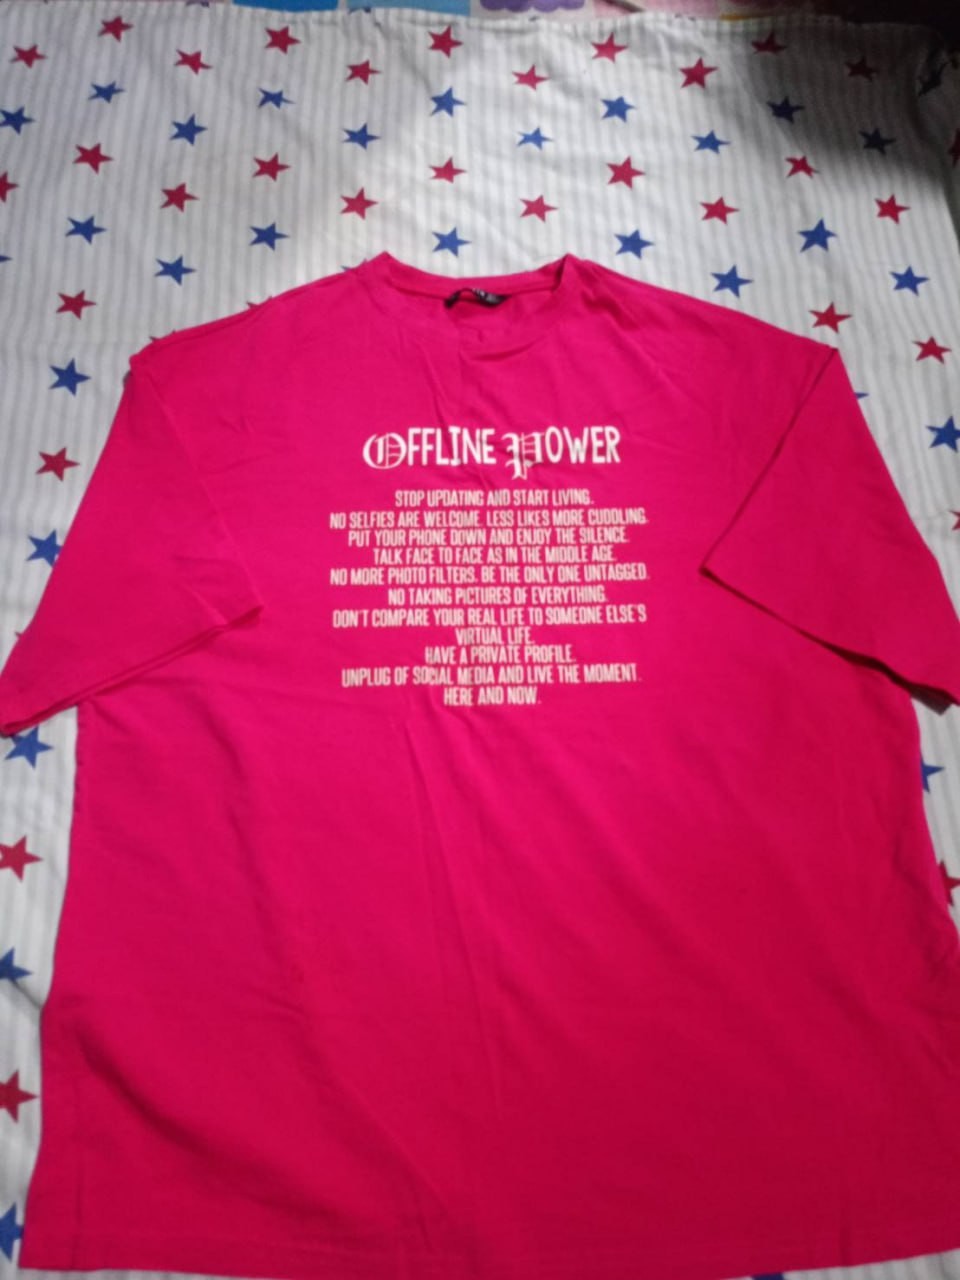 OFFLINE POWER
STOP UPDATING AND START LIVING.
NO SELFIES ARE WELCOME. LESS LIKES MORE CUDDLING.
PUT YOUR PHONE DOWN AND ENJOY THE SILENCE.
TALK FACE TO FACE AS IN THE MIDDLE AGE.
NO MORE PHOTO FILTERS. BE THE ONLY ONE UNTAGGED.
NO TAKING PICTURES OF EVERYTHING.
DON'T COMPARE YOUR REAL LIFE TO SOMEONE ELSE'S
VIRTUAL LIFE.
HAVE A PRIVATE PROFILE.
UNPLUG OF SOCIAL MEDIA AND LIVE THE MOMENT.
HERE AND NOW.